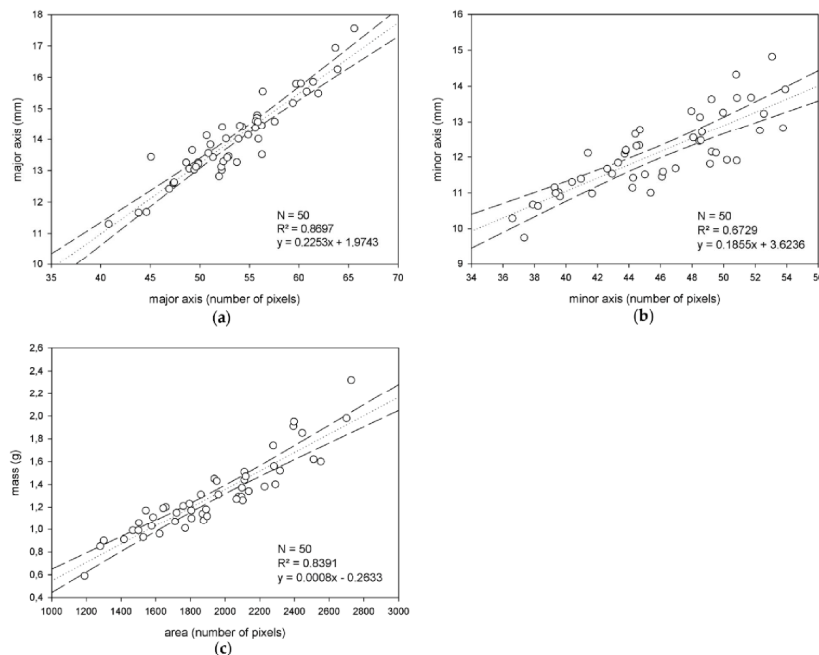 major axis (mm)
18
17
16
15
14
13
12
11
10
N = 50
R² = 0.8697
y = 0.2253x + 1.9743
35 40 45 50 55 60 65 70
major axis (number of pixels)
(a)
minor axis (mm)
16
15
14
13
12
11
10
9
N = 50
R² = 0.6729
y = 0.1855x + 3.6236
34 36 38 40 42 44 46 48 50 52 54 56
minor axis (number of pixels)
(b)
mass (g)
2,6
2,4
2,2
2,0
1,8
1,6
1,4
1,2
1,0
0,8
0,6
0,4
N = 50
R² = 0.8391
y = 0.0008x - 0.2633
1000 1200 1400 1600 1800 2000 2200 2400 2600 2800 3000
area (number of pixels)
(c)